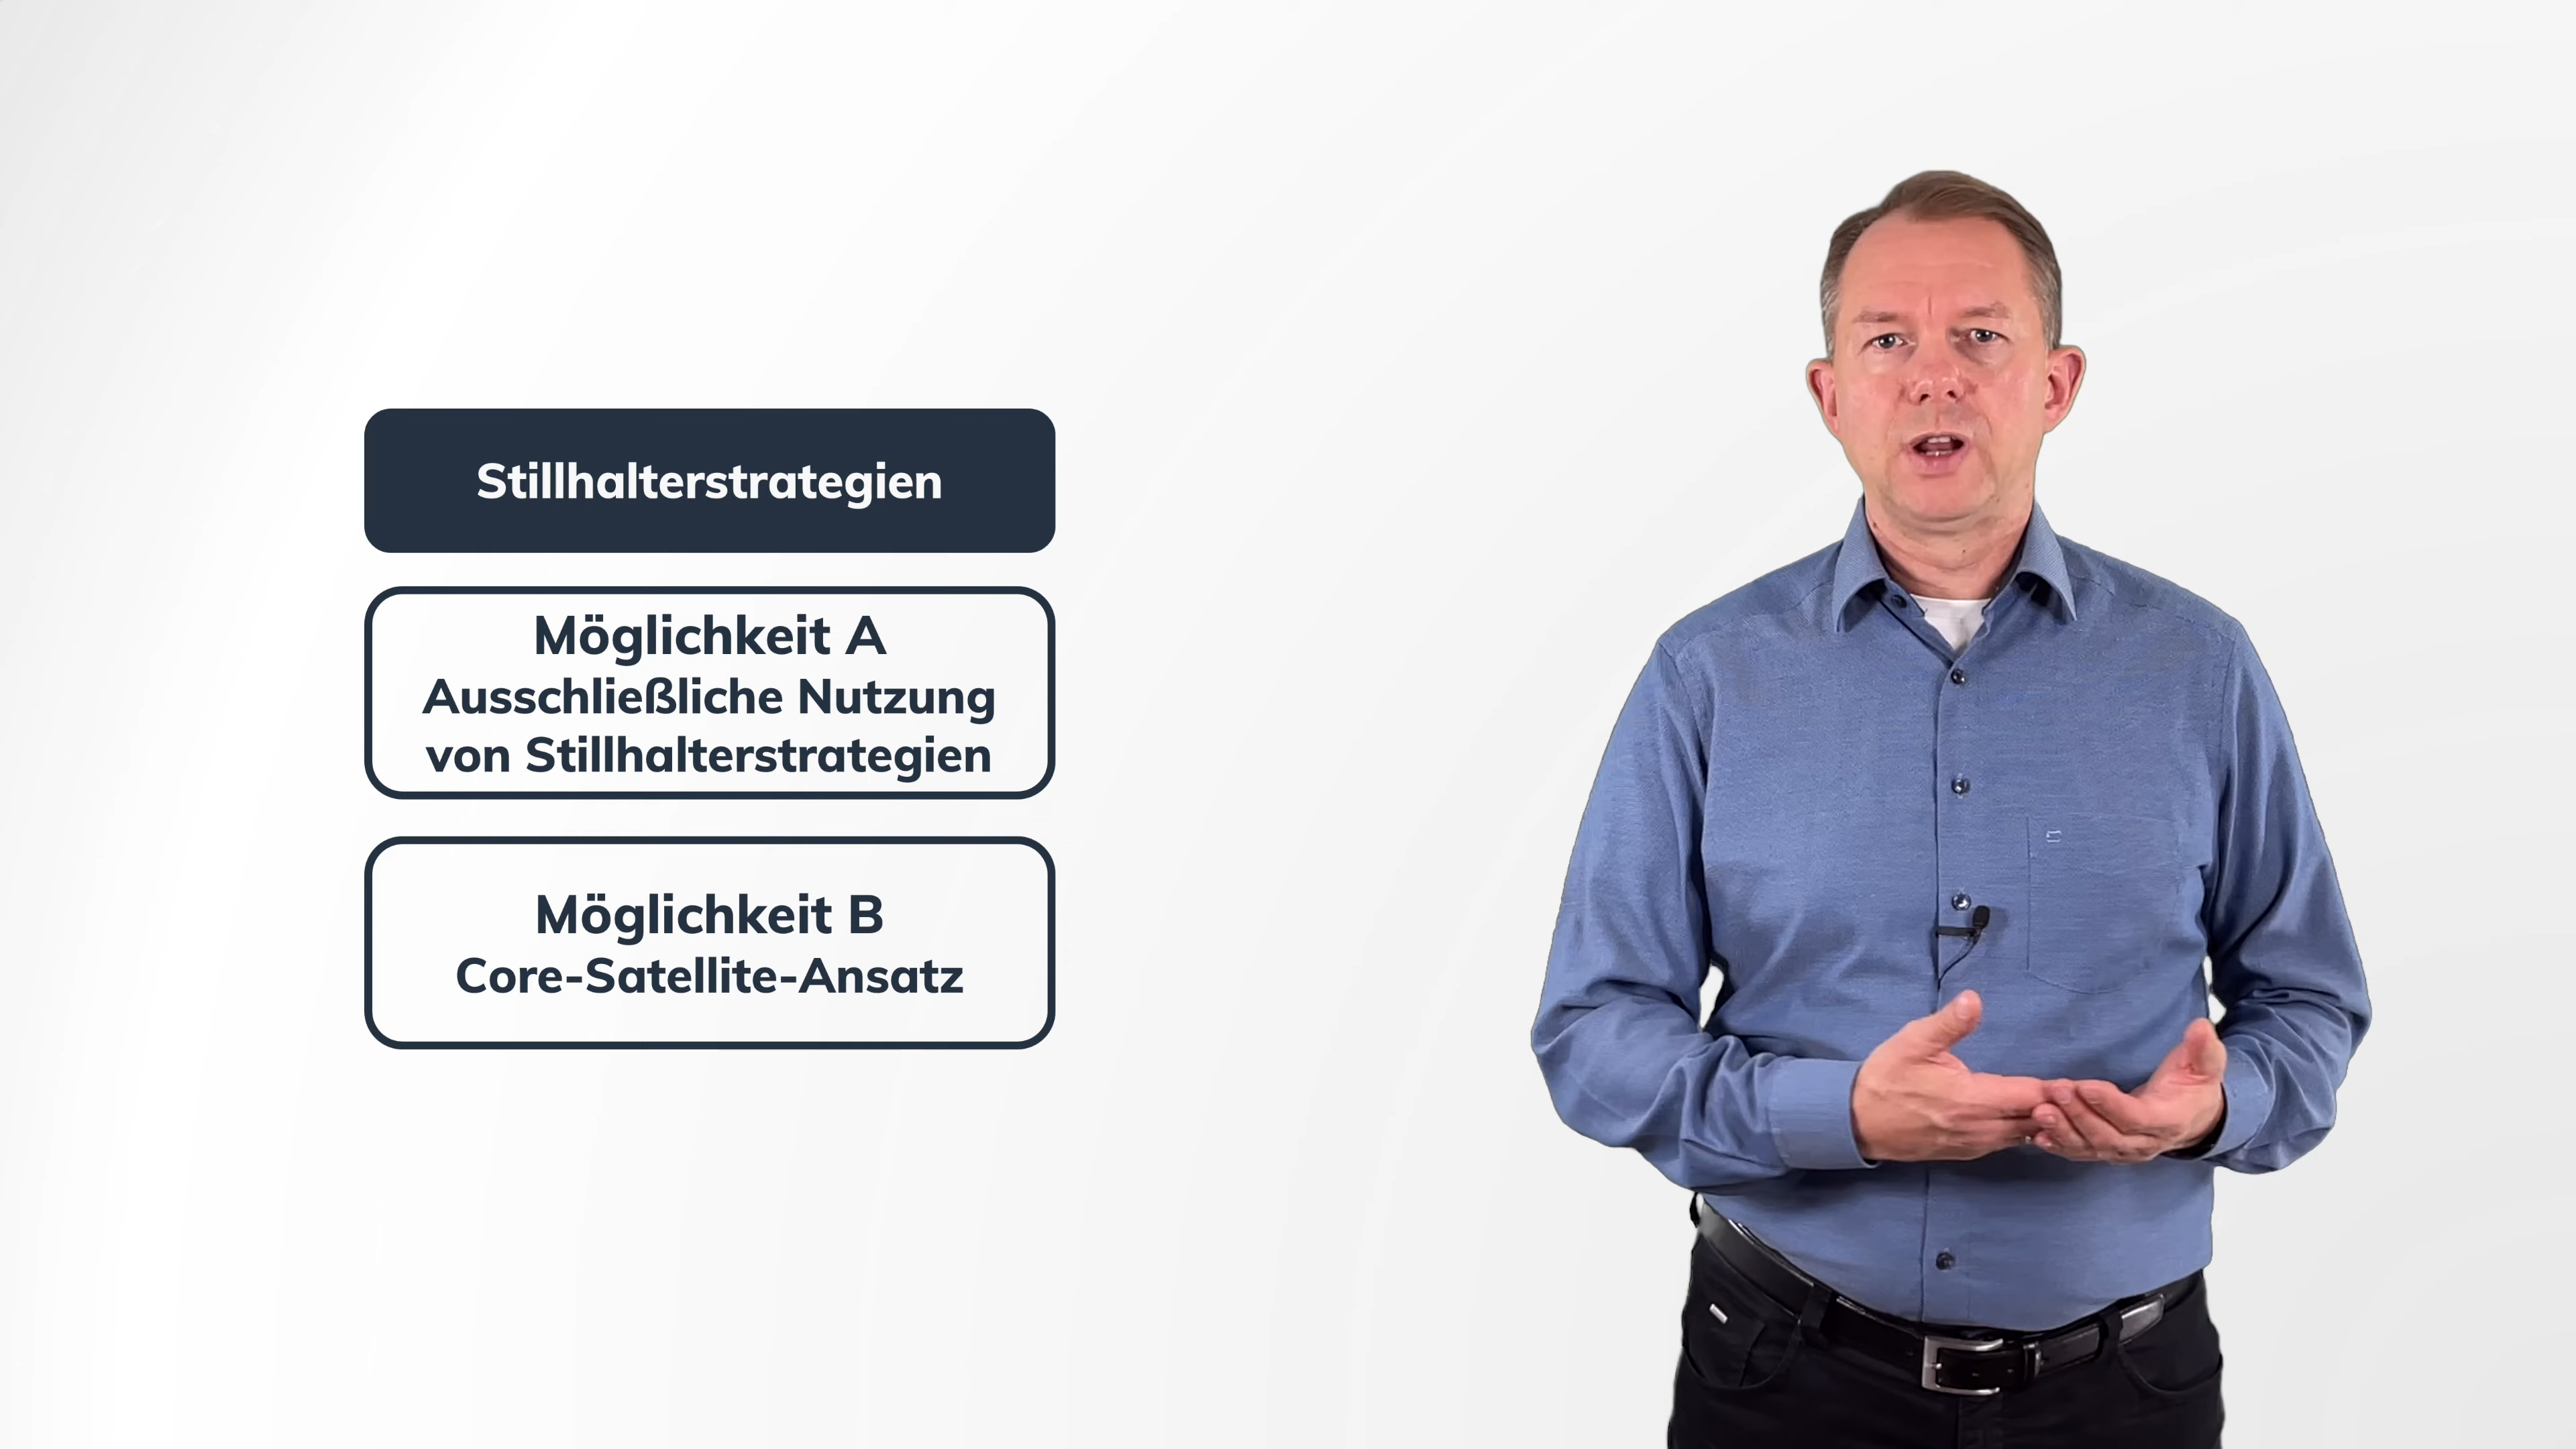 Stillhalterstrategien
Möglichkeit A
Ausschließliche Nutzung
von Stillhalterstrategien
Möglichkeit B
Core-Satellite-Ansatz